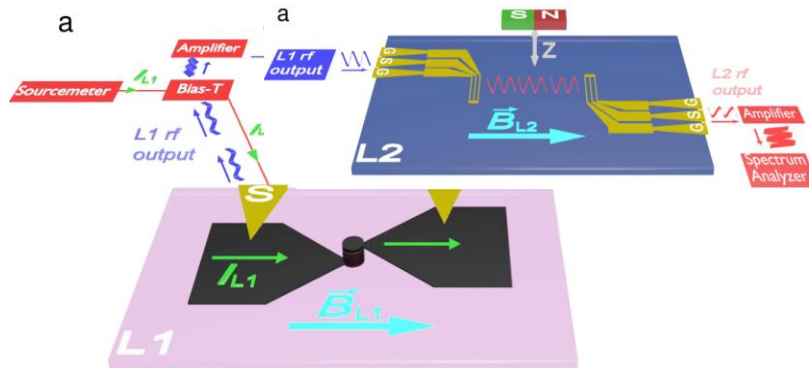 a
a
S
N
Amplifier
L1 rf
output
G
S
G
Z
L2 rf
output
Sourcemeter
I_L1
Bias-T
B_L2
G S G
Amplifier
L1 rf
output
L2
Spectrum
Analyzer
S
I_L1
B_L1
L1